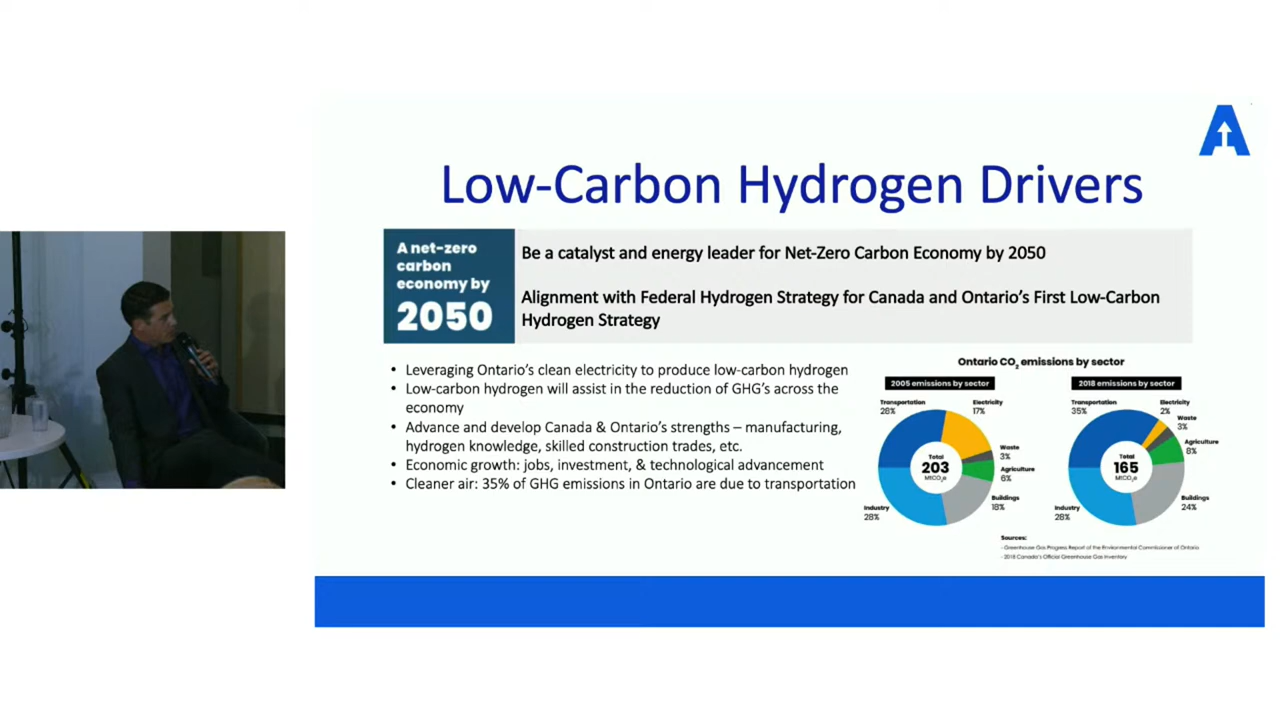 Low-Carbon Hydrogen Drivers
A net-zero
carbon
economy by
2050
Be a catalyst and energy leader for Net-Zero Carbon Economy by 2050
Alignment with Federal Hydrogen Strategy for Canada and Ontario's First Low-Carbon
Hydrogen Strategy
• Leveraging Ontario's clean electricity to produce low-carbon hydrogen
• Low-carbon hydrogen will assist in the reduction of GHG's across the
economy
• Advance and develop Canada & Ontario's strengths – manufacturing,
hydrogen knowledge, skilled construction trades, etc.
• Economic growth: jobs, investment, & technological advancement
• Cleaner air: 35% of GHG emissions in Ontario are due to transportation
Ontario CO₂ emissions by sector
2005 emissions by sector
Transportation
28%
Electricity
17%
Waste
3%
Agriculture
6%
Buildings
18%
Industry
28%
Total
203
MtCO₂e
2018 emissions by sector
Transportation
35%
Electricity
2%
Waste
3%
Agriculture
8%
Buildings
24%
Industry
28%
Total
165
MtCO₂e
Sources:
- Greenhouse Gas Progress Report of the Environmental Commissioner of Ontario
- 2018 Canada's Official Greenhouse Gas Inventory